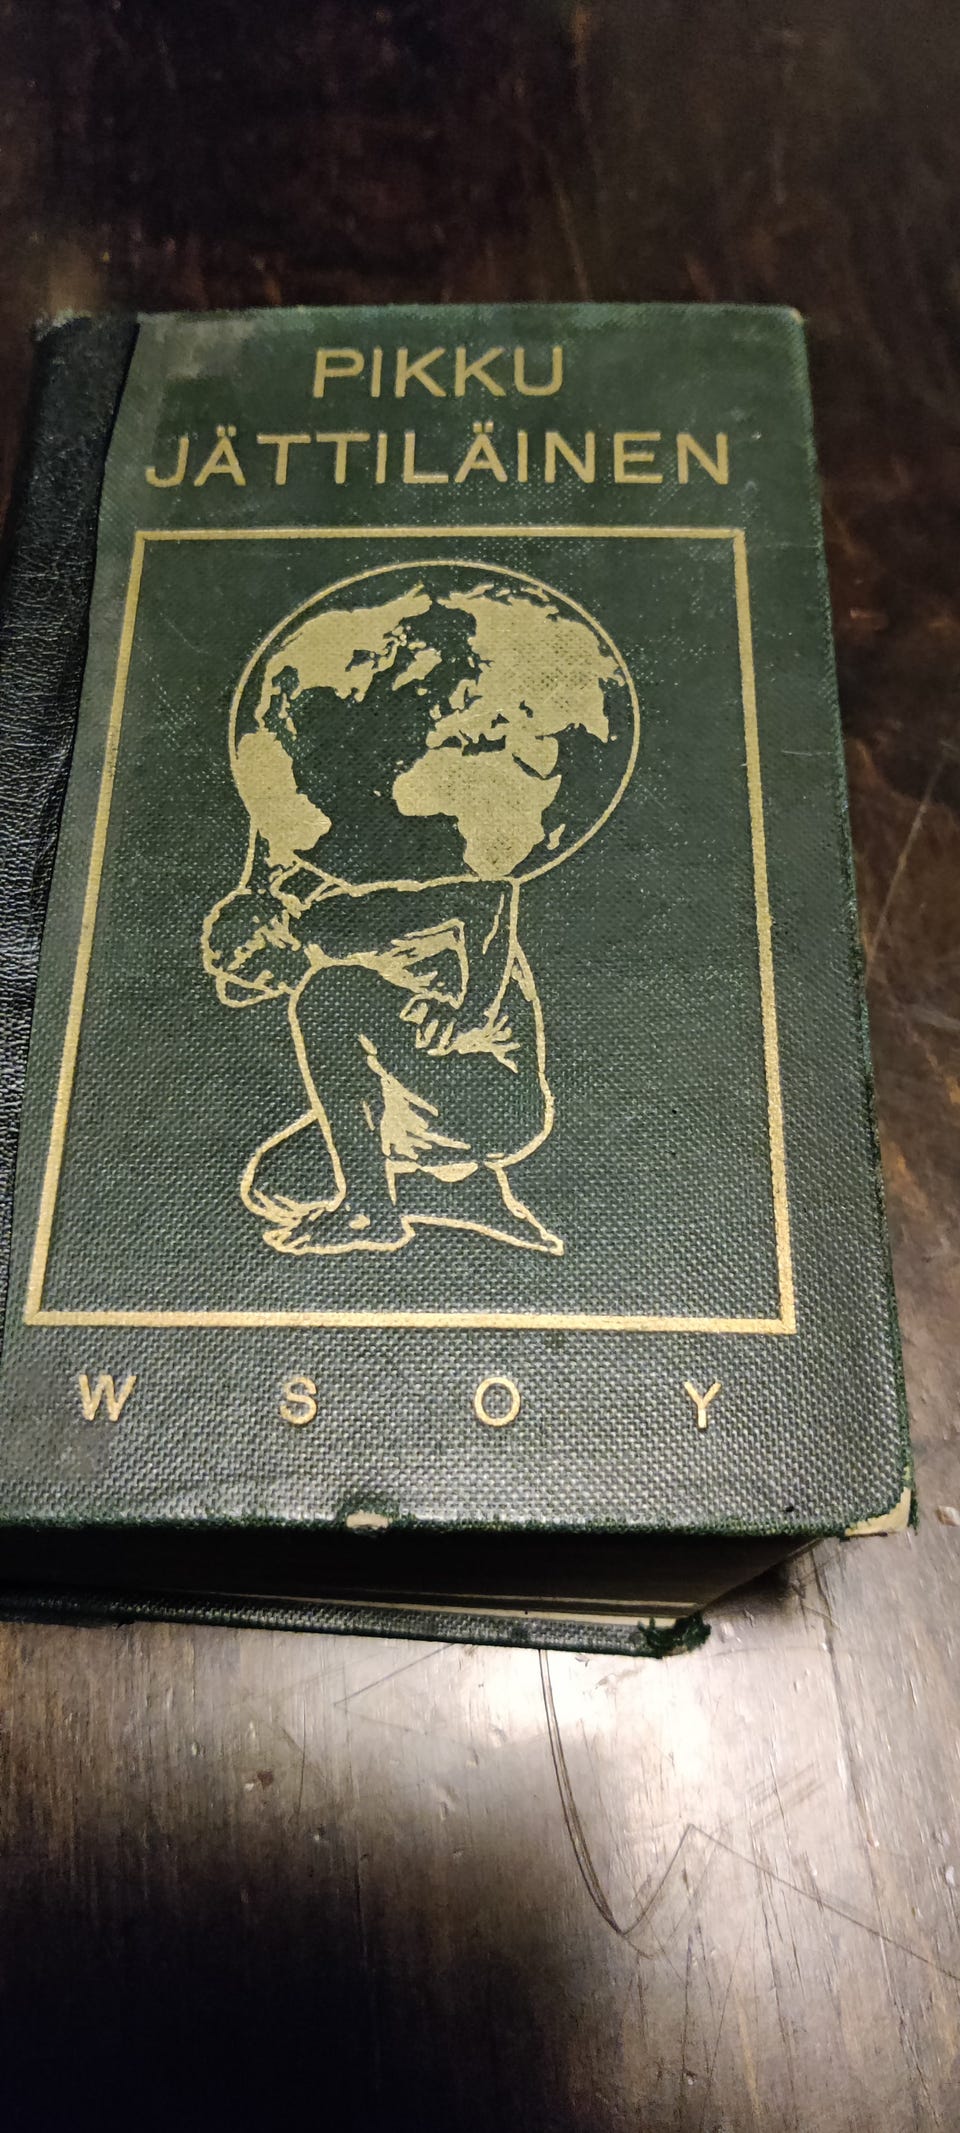 PIKKU
JÄTTILÄINEN
W S O Y